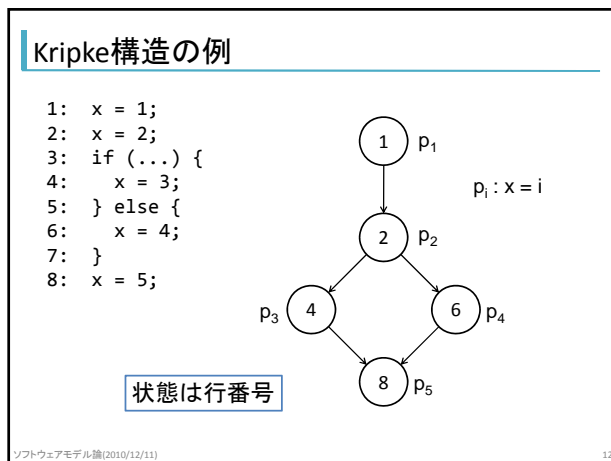 Kripke構造の例
1: x = 1;
2: x = 2;
3: if (...) {
4:   x = 3;
5: } else {
6:   x = 4;
7: }
8: x = 5;
1 p₁
pᵢ : x = i
2 p₂
p₃ 4 6 p₄
8 p₅
状態は行番号
ソフトウェアモデル論(2010/12/11) 12